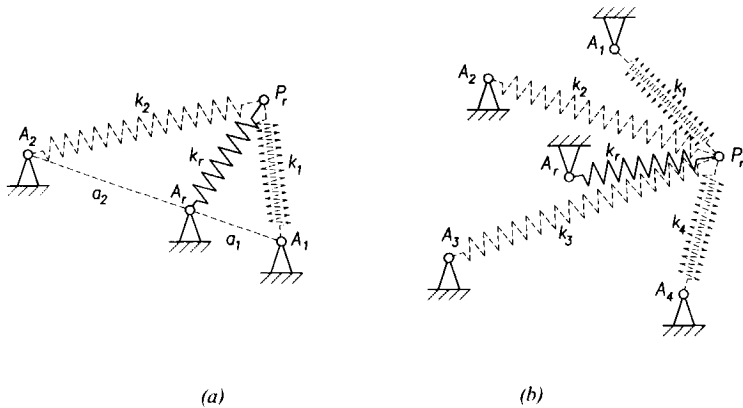 k₂
Pᵣ
A₂
kᵣ
k₁
a₂
Aᵣ
a₁
A₁
(a)
A₁
A₂
k₂
k₁
kᵣ
Aᵣ
Pᵣ
A₃
k₃
k₄
A₄
(b)